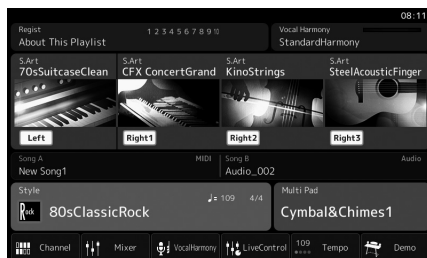 08:11
Regist 1 2 3 4 5 6 7 8 9 10
About This Playlist
Vocal Harmony
StandardHarmony
S.Art
70sSuitcaseClean
S.Art
CFX ConcertGrand
S.Art
KinoStrings
S.Art
SteelAcousticFinger
Left
Right1
Right2
Right3
Song A MIDI
New Song1
Song B Audio
Audio_002
Style
♩= 109 4/4
Rock 80sClassicRock
Multi Pad
Cymbal&Chimes1
Channel
Mixer
VocalHarmony
LiveControl
109 Tempo
Demo